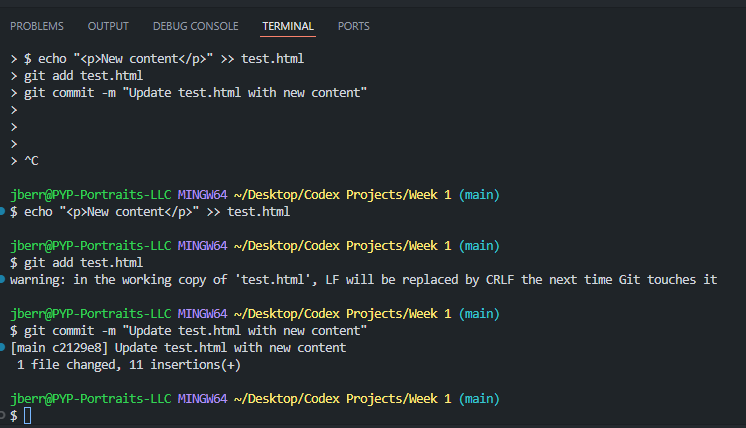 PROBLEMS OUTPUT DEBUG CONSOLE TERMINAL PORTS
> $ echo "<p>New content</p>" >> test.html
> git add test.html
> git commit -m "Update test.html with new content"
>
>
>
> ^C
jberr@PYP-Portraits-LLC MINGW64 ~/Desktop/Codex Projects/Week 1 (main)
$ echo "<p>New content</p>" >> test.html
jberr@PYP-Portraits-LLC MINGW64 ~/Desktop/Codex Projects/Week 1 (main)
$ git add test.html
warning: in the working copy of 'test.html', LF will be replaced by CRLF the next time Git touches it
jberr@PYP-Portraits-LLC MINGW64 ~/Desktop/Codex Projects/Week 1 (main)
$ git commit -m "Update test.html with new content"
[main c2129e8] Update test.html with new content
 1 file changed, 11 insertions(+)
jberr@PYP-Portraits-LLC MINGW64 ~/Desktop/Codex Projects/Week 1 (main)
$